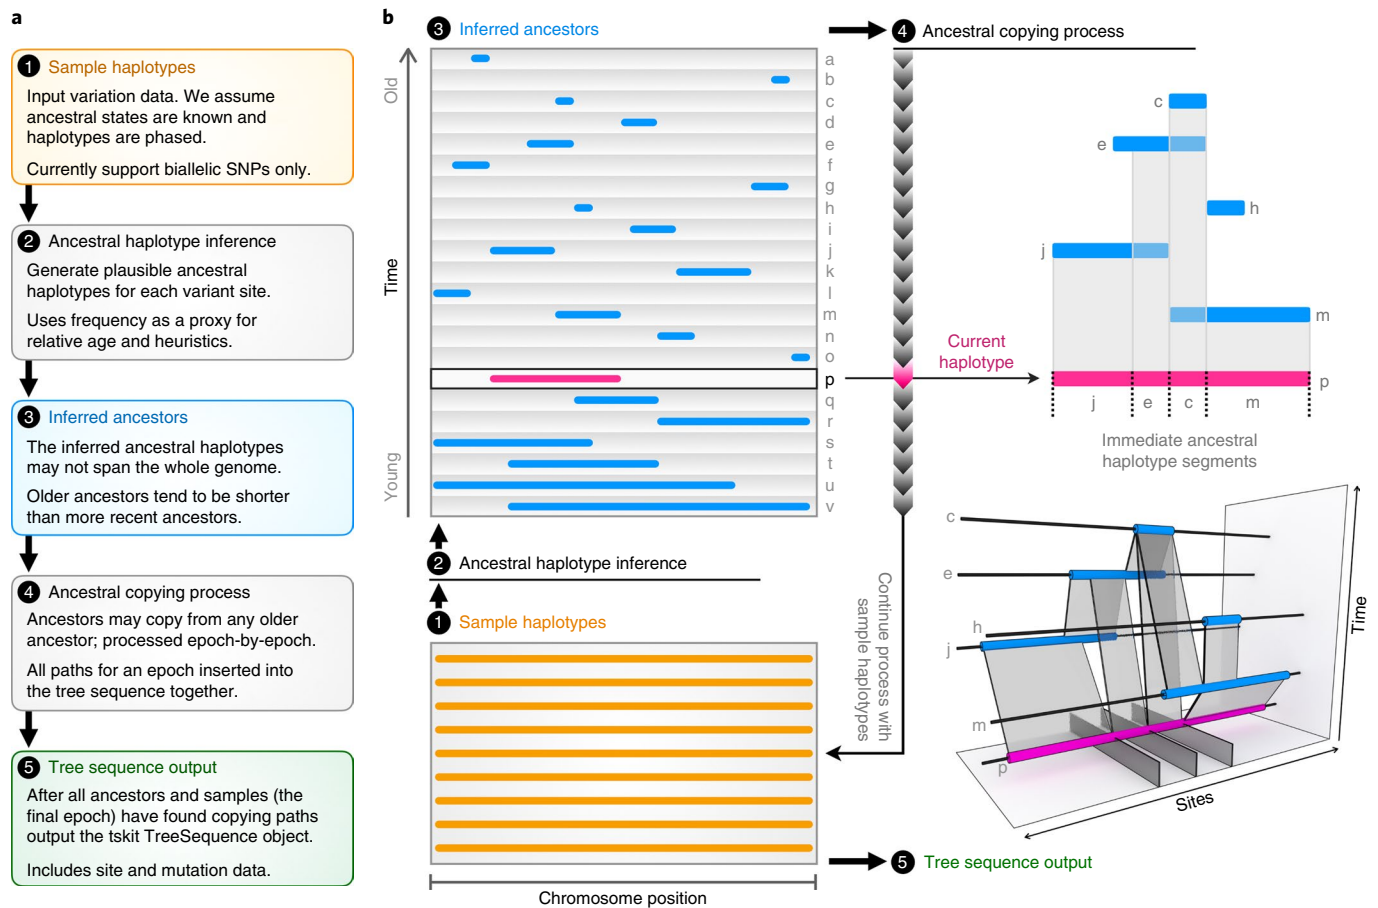 a
1 Sample haplotypes
Input variation data. We assume
ancestral states are known and
haplotypes are phased.
Currently support biallelic SNPs only.
2 Ancestral haplotype inference
Generate plausible ancestral
haplotypes for each variant site.
Uses frequency as a proxy for
relative age and heuristics.
3 Inferred ancestors
The inferred ancestral haplotypes
may not span the whole genome.
Older ancestors tend to be shorter
than more recent ancestors.
4 Ancestral copying process
Ancestors may copy from any older
ancestor; processed epoch-by-epoch.
All paths for an epoch inserted into
the tree sequence together.
5 Tree sequence output
After all ancestors and samples (the
final epoch) have found copying paths
output the tskit TreeSequence object.
Includes site and mutation data.
b
3 Inferred ancestors
Old
Time
Young
a
b
c
d
e
f
g
h
i
j
k
l
m
n
o
p
q
r
s
t
u
v
2 Ancestral haplotype inference
1 Sample haplotypes
Chromosome position
4 Ancestral copying process
Current
haplotype
Continue process with
sample haplotypes
c
e
h
j
m
p
j e c m
Immediate ancestral
haplotype segments
c
e
h
j
m
p
Sites
Time
5 Tree sequence output